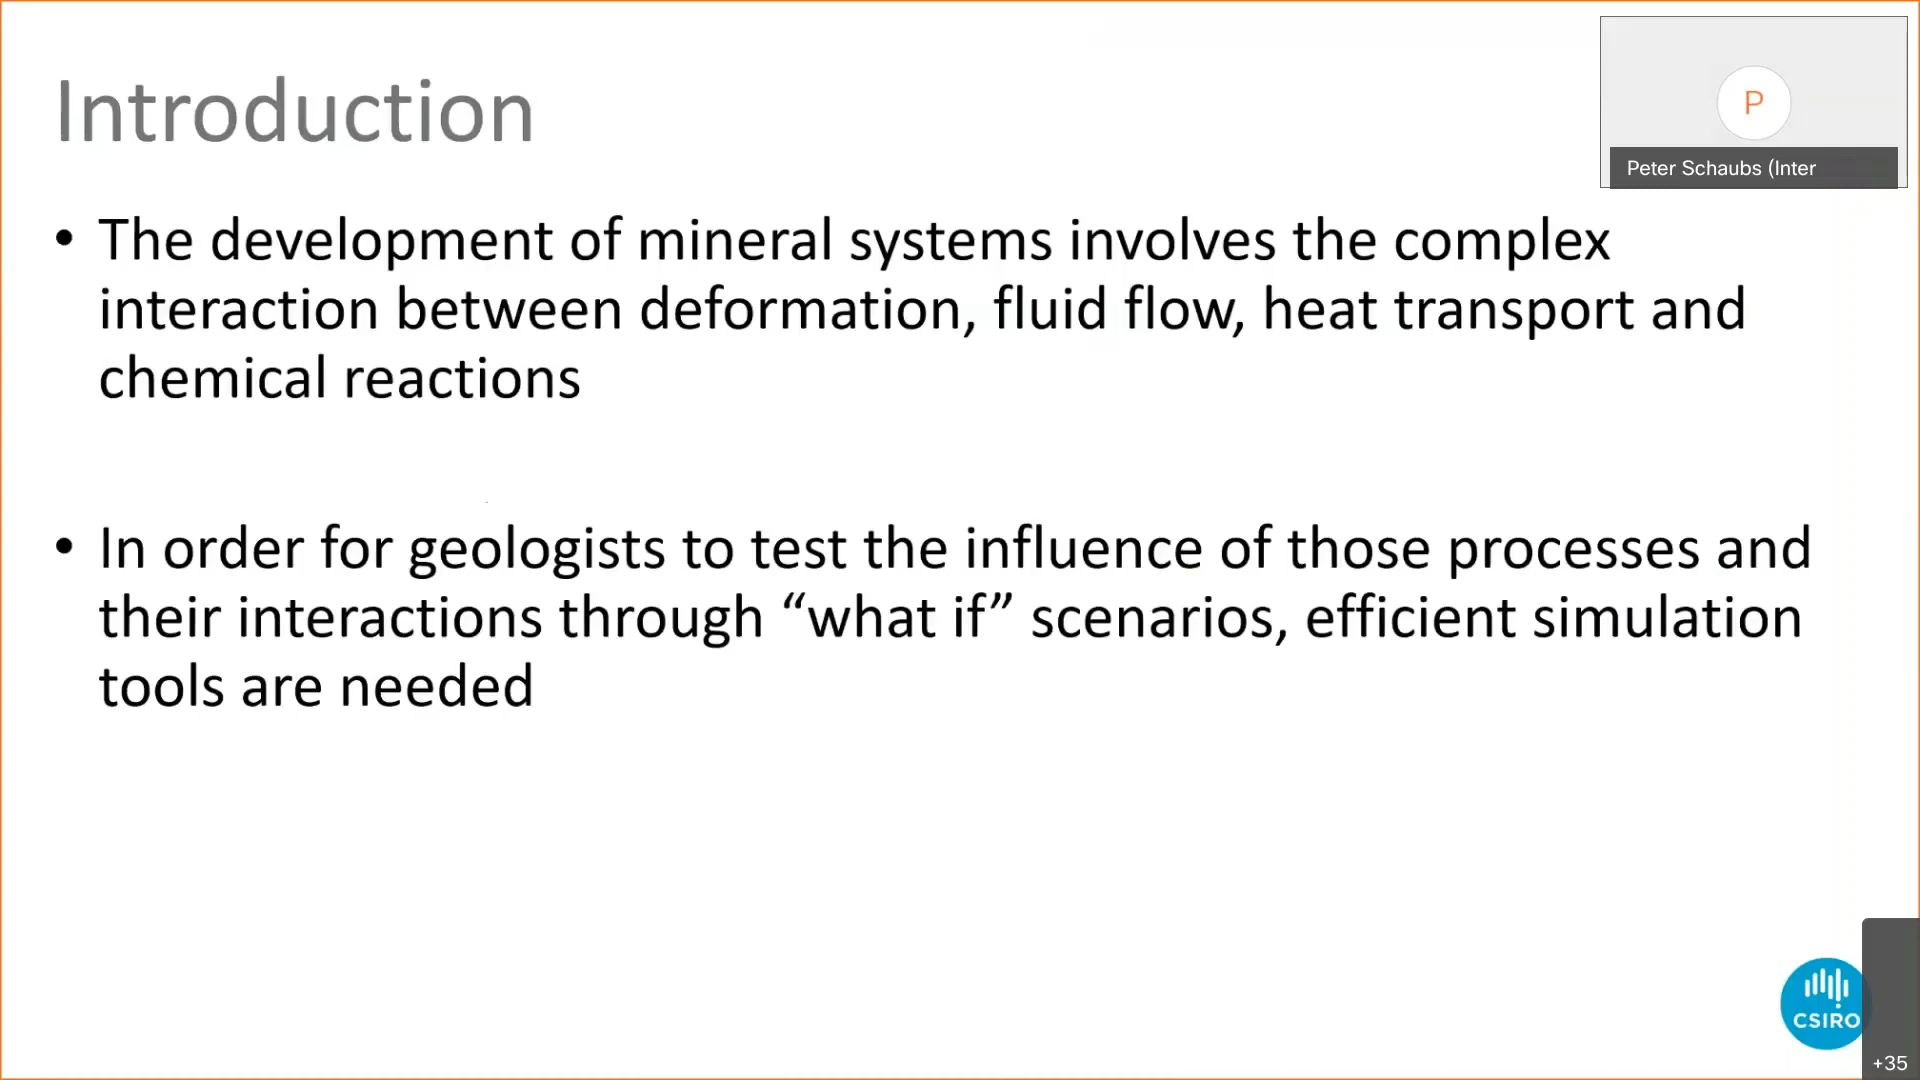 Introduction
P
Peter Schaubs (Inter
• The development of mineral systems involves the complex
interaction between deformation, fluid flow, heat transport and
chemical reactions
• In order for geologists to test the influence of those processes and
their interactions through “what if” scenarios, efficient simulation
tools are needed
CSIRO
+35